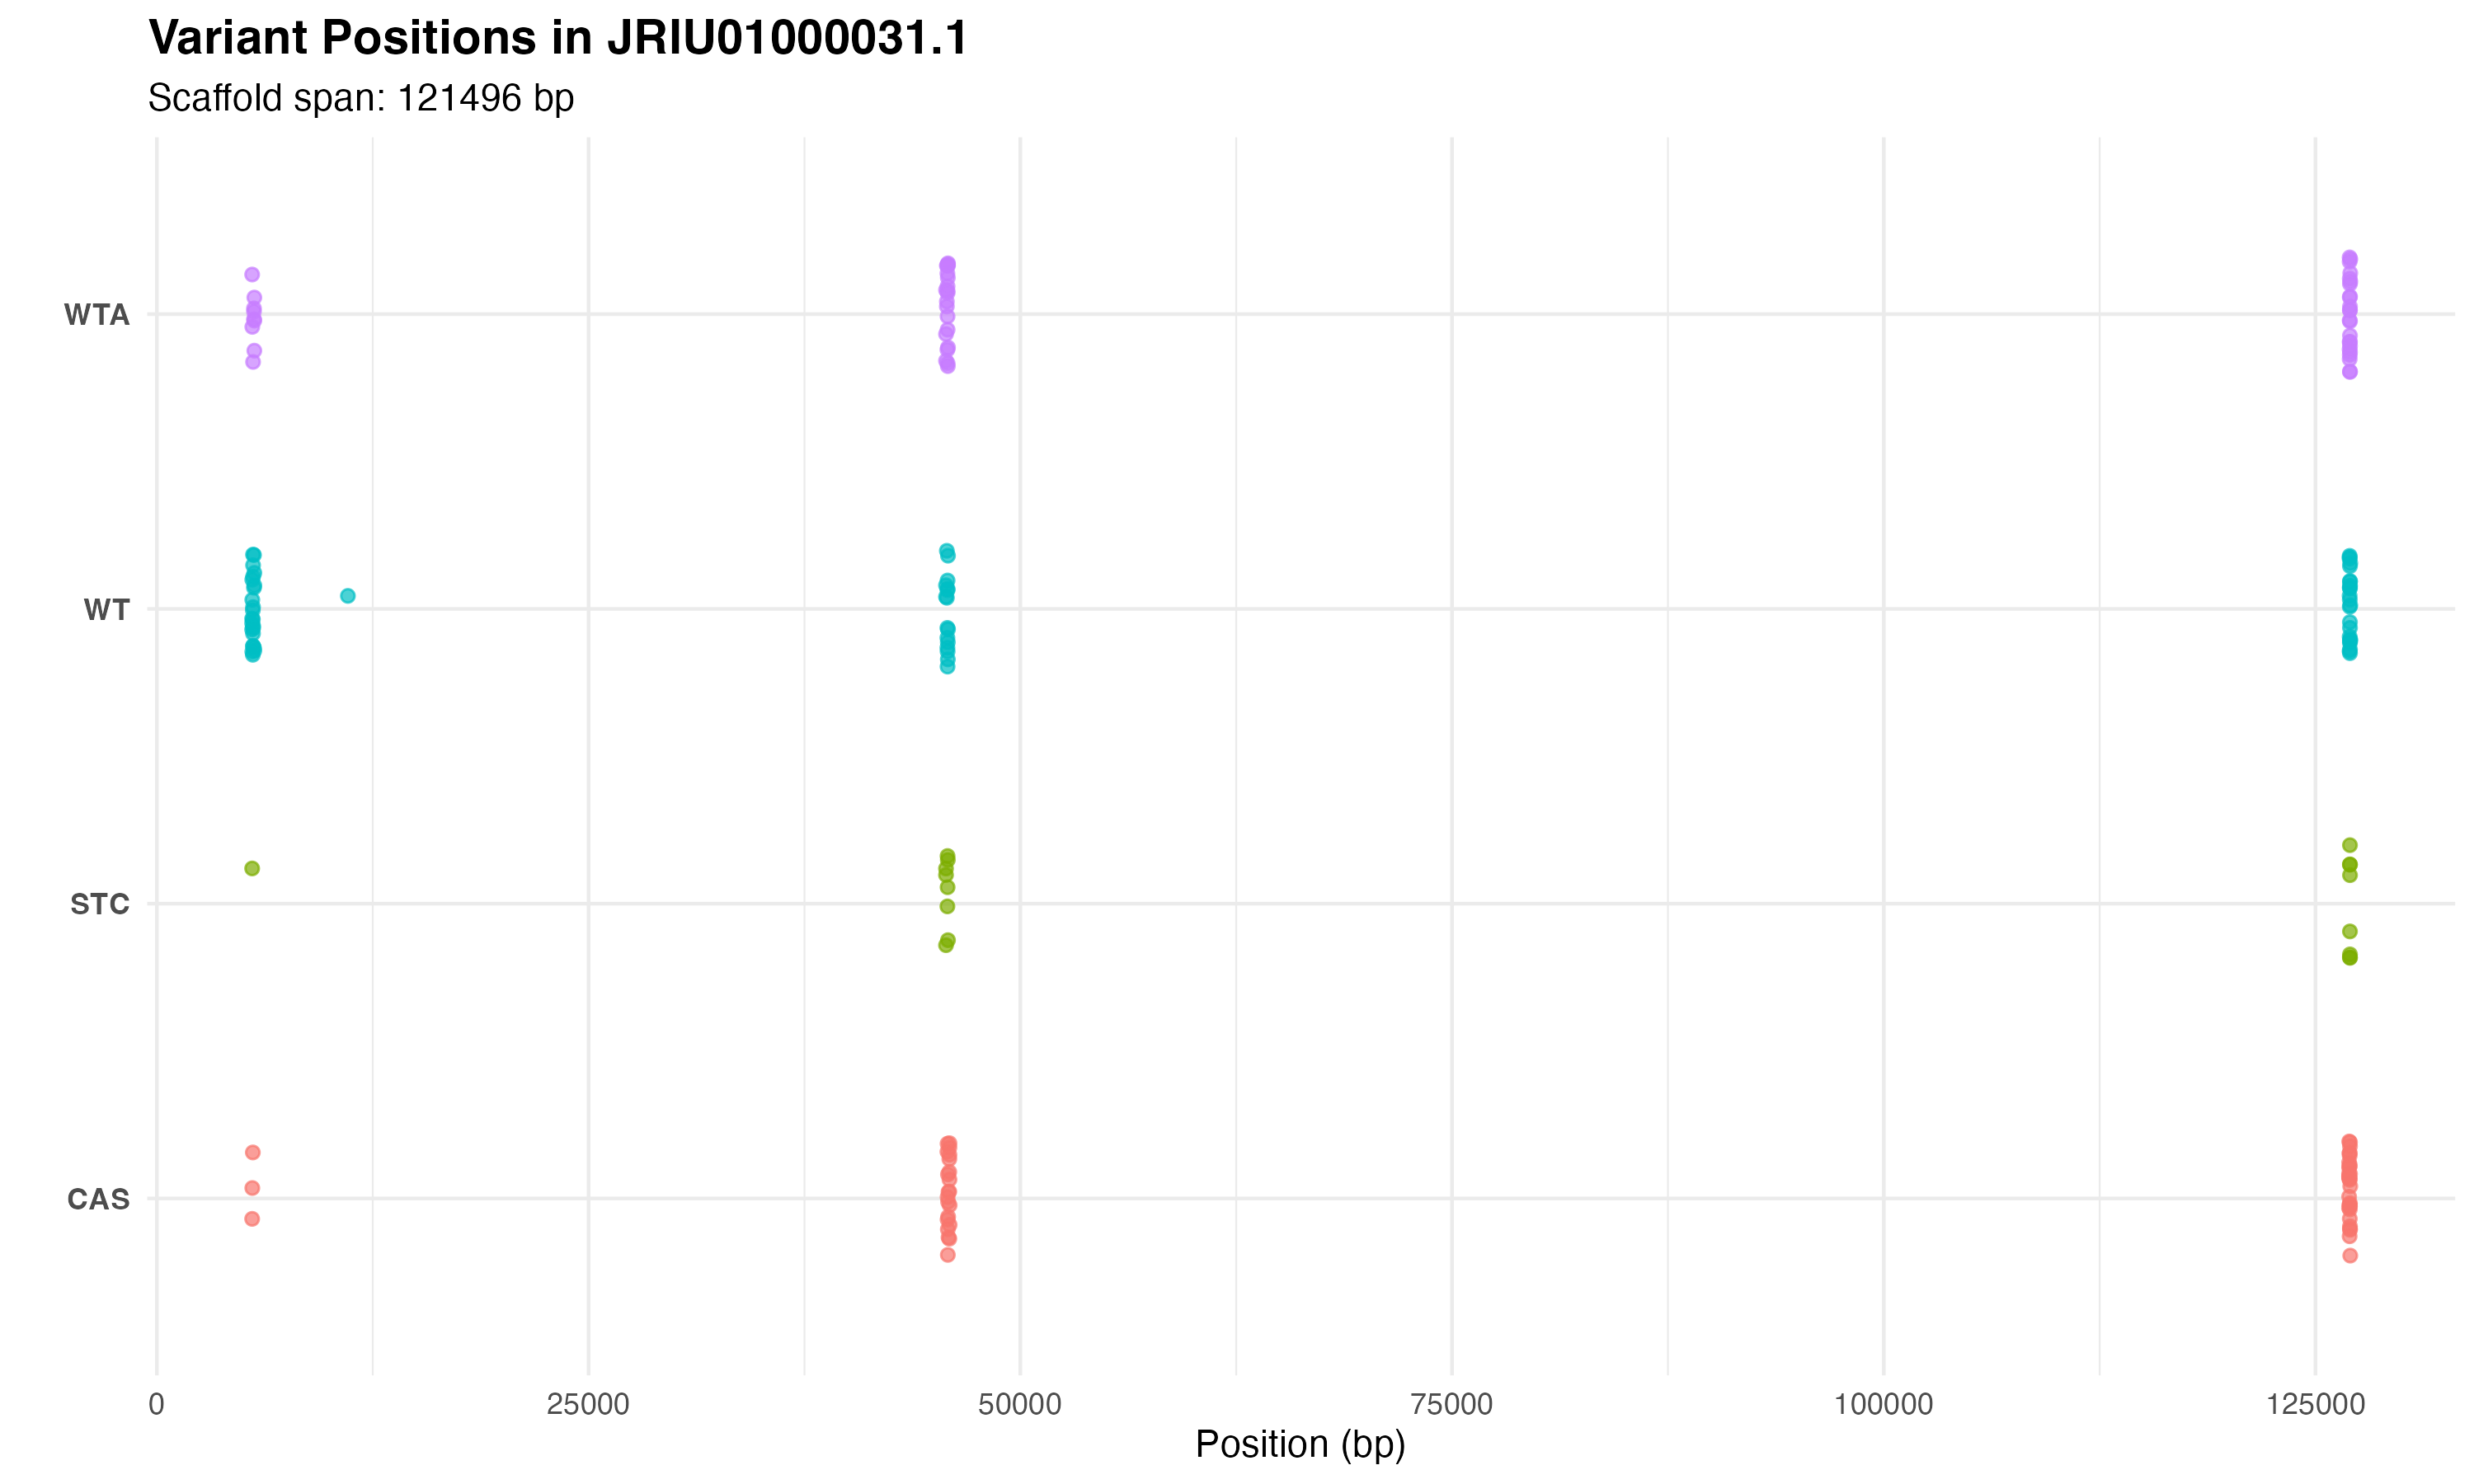 Variant Positions in JRIU01000031.1
Scaffold span: 121496 bp
WTA
WT
STC
CAS
0 25000 50000 75000 100000 125000
Position (bp)